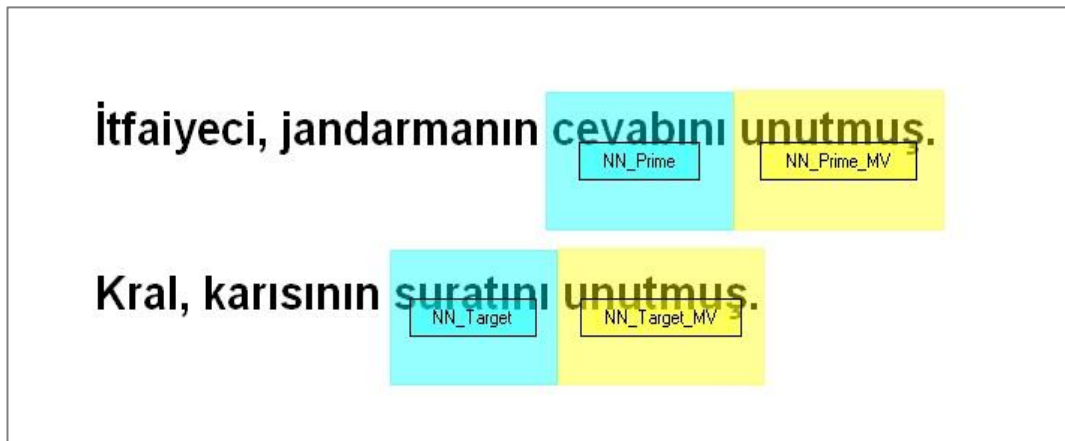 İtfaiyeci, jandarmanın cevabını unutmuş.
NN_Prime NN_Prime_MV
Kral, karısının suratını unutmuş.
NN_Target NN_Target_MV